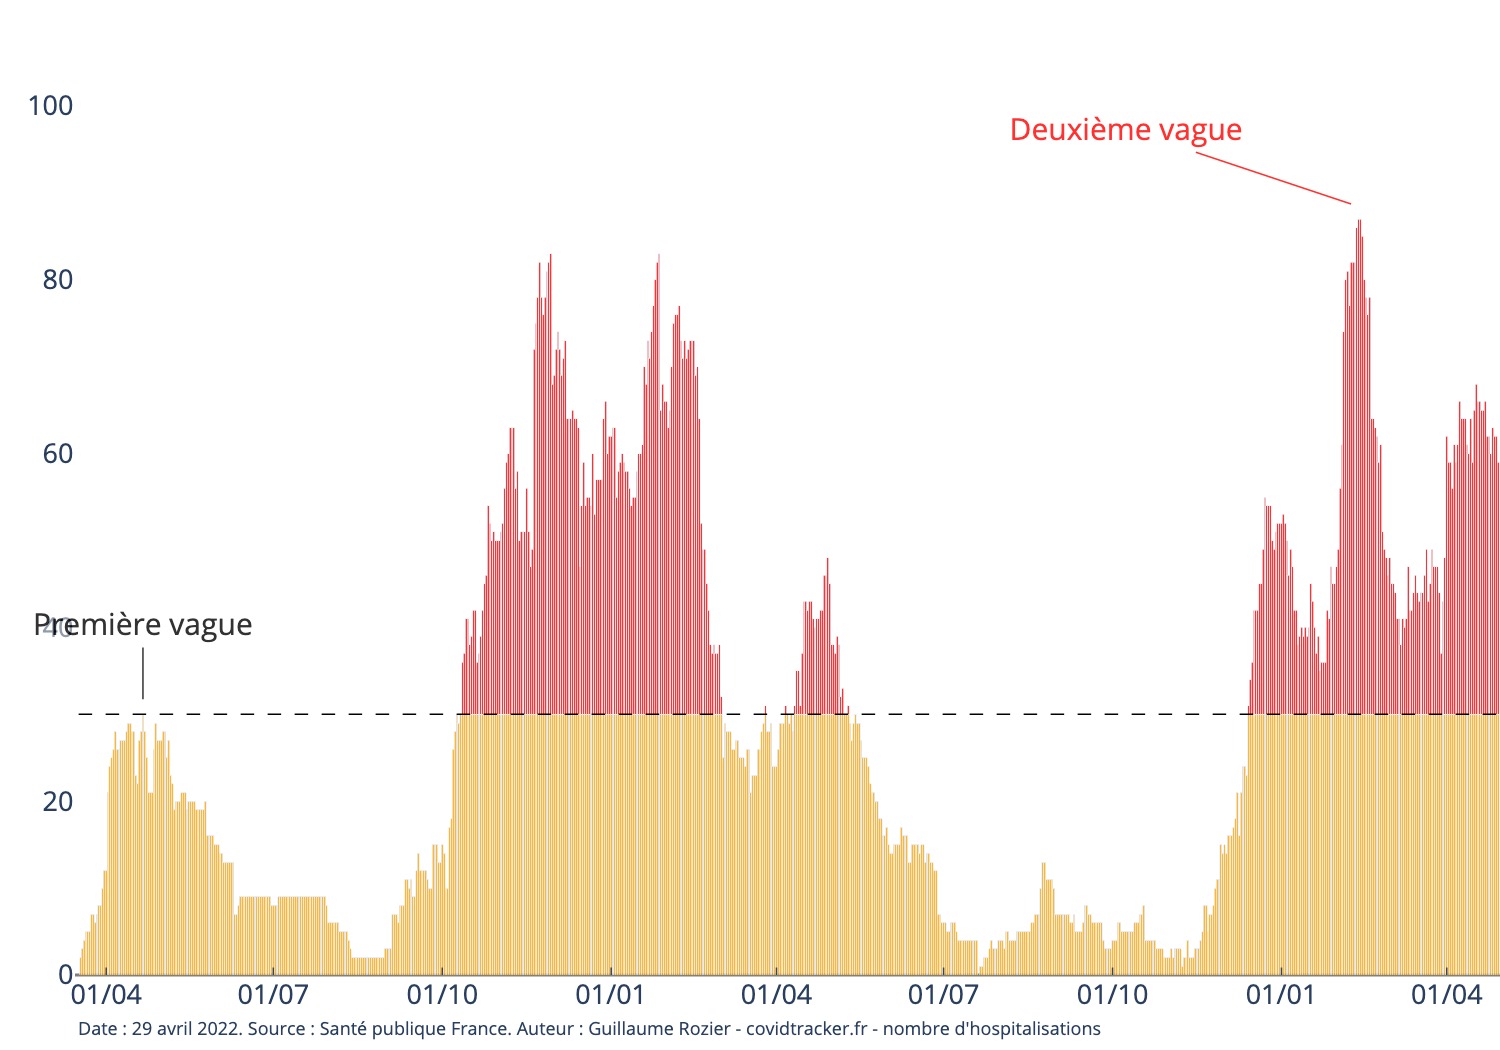 100
Deuxième vague
80
60
40
Première vague
20
0
01/04 01/07 01/10 01/01 01/04 01/07 01/10 01/01 01/04
Date : 29 avril 2022. Source : Santé publique France. Auteur : Guillaume Rozier - covidtracker.fr - nombre d'hospitalisations